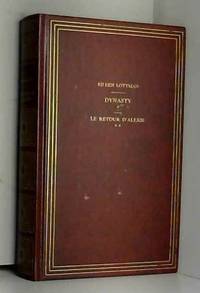 EILEEN LOTTMAN
DYNASTY
LE RETOUR D'ALEXIS
**